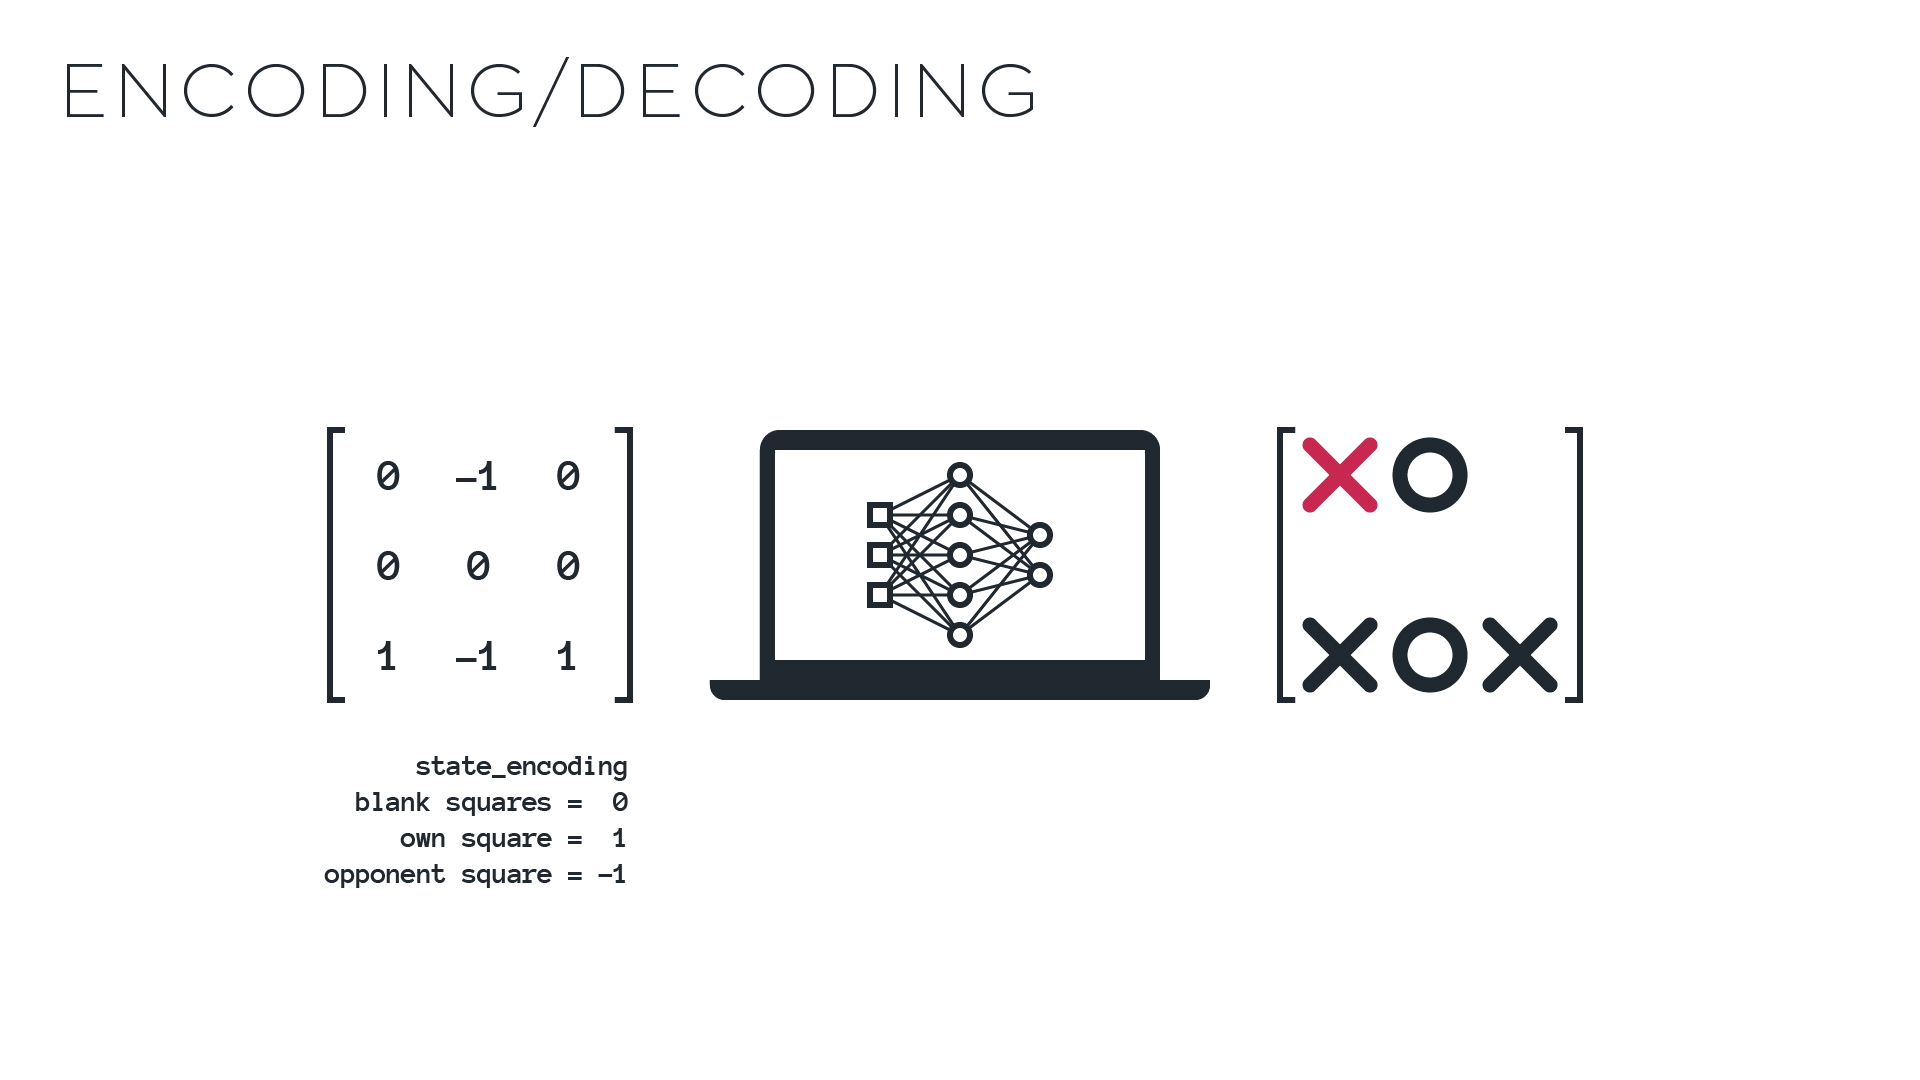 ENCODING/DECODING
0 -1 0
0 0 0
1 -1 1
X O
X O X
state_encoding
blank squares = 0
own square = 1
opponent square = -1